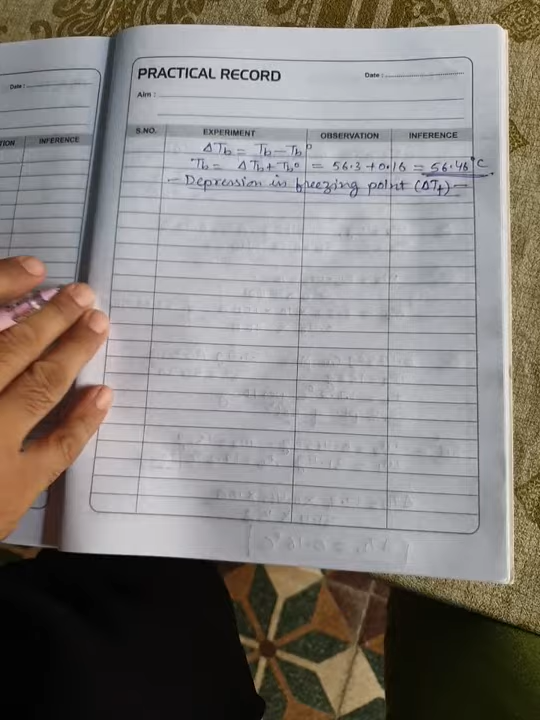 PRACTICAL RECORD
Date :
Aim :
Date :
INFERENCE
S.NO. EXPERIMENT OBSERVATION INFERENCE
ΔTb = Tb - Tb°
Tb = ΔTb + Tb° = 56.3 + 0.16 = 56.46°C
- Depression in freezing point (ΔTf) -